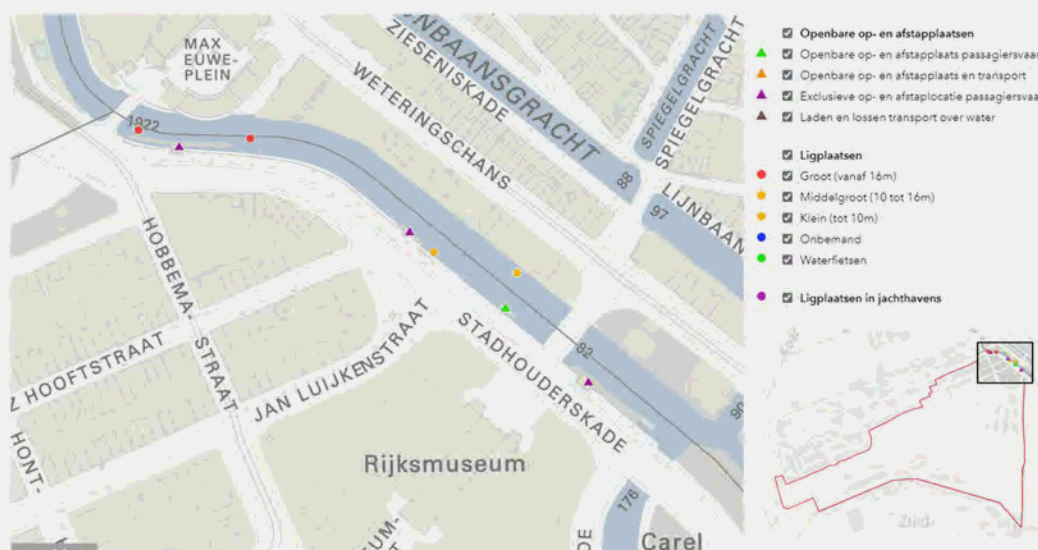 MAX
EUWE-
PLEIN
ZIESENISKADE
WETERINGSCHANS
SPIEGELGRACHT
SPIEGELGRACHT
1922
88
LIJNBAAN
97
HOBBEMA-
STRAAT
HOOFTSTRAAT
JAN LUIJKENSTRAAT
STADHOUDERSKADE
82
90
HONT-
Rijksmuseum
176
Carel
Openbare op- en afstapplaatsen
Openbare op- en afstapplaats passagiersvaar
Openbare op- en afstapplaats en transport
Exclusieve op- en afstaplocatie passagiersvaa
Laden en lossen transport over water
Ligplaatsen
Groot (vanaf 16m)
Middelgroot (10 tot 16m)
Klein (tot 10m)
Onbemand
Waterfietsen
Ligplaatsen in jachthavens
Zuid